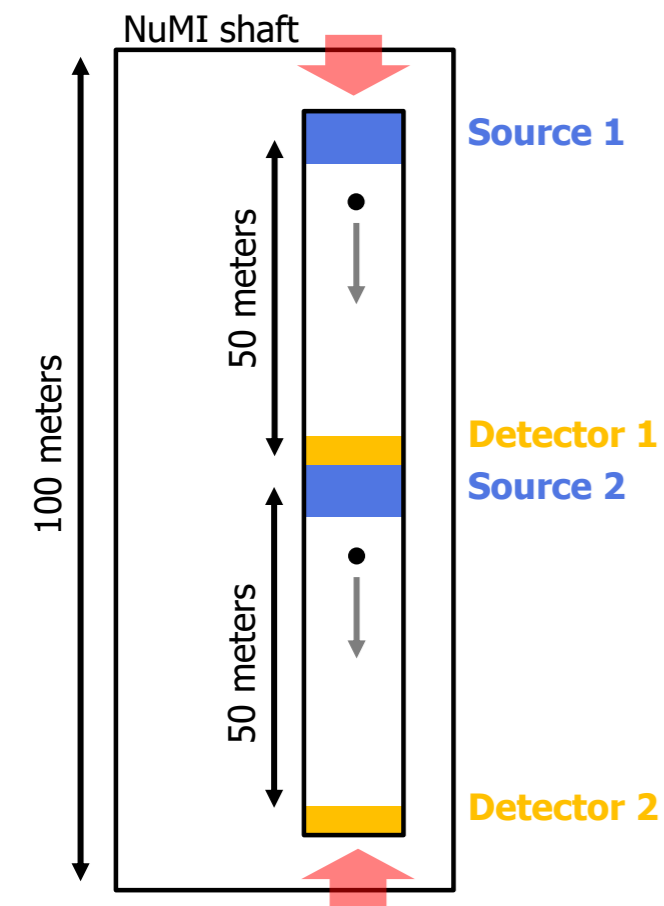 NuMI shaft
Source 1
50 meters
100 meters
Detector 1
Source 2
50 meters
Detector 2